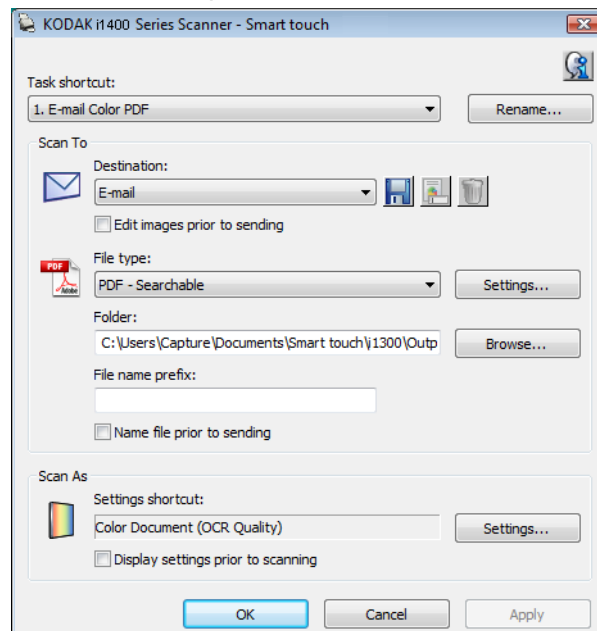 KODAK i1400 Series Scanner - Smart touch
Task shortcut:
1. E-mail Color PDF
Rename...
Scan To
Destination:
E-mail
Edit images prior to sending
File type:
PDF
Adobe
PDF - Searchable
Settings...
Folder:
C:\Users\Capture\Documents\Smart touch\i1300\Outp
Browse...
File name prefix:
Name file prior to sending
Scan As
Settings shortcut:
Color Document (OCR Quality)
Settings...
Display settings prior to scanning
OK
Cancel
Apply